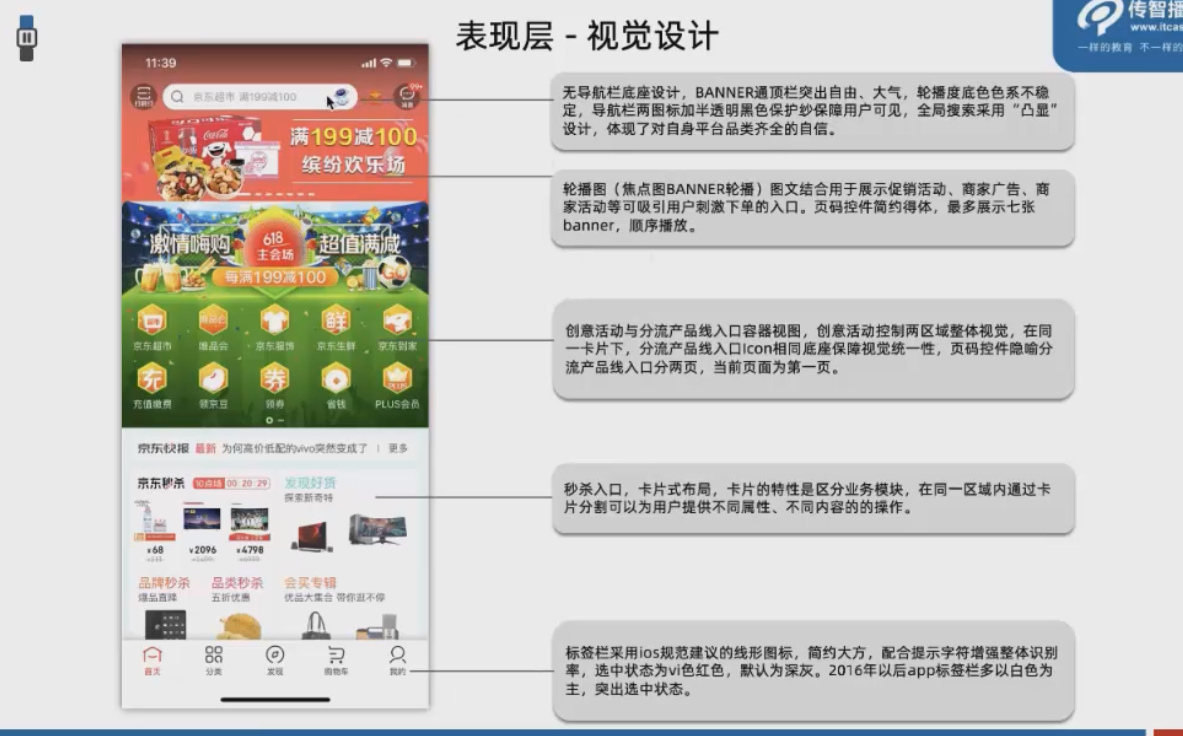 表现层 - 视觉设计
传智播
www.itcas
一样的教育 不一样的
11:39
京东超市 满199减100
消息
满199减100
缤纷欢乐场
激情嗨购
618
主会场
超值满减
GO
每满199减100
京东超市
唯品会
京东服饰
京东生鲜
京东到家
鲜
充
券
PLUS
充值缴费
领京豆
领券
省钱
PLUS会员
京东快报 最新 为何高价低配的vivo突然变成了 | 更多
京东秒杀 10点场 00:20:29
发现好货
探索新奇特
¥68
¥2096
¥4798
品牌秒杀
爆品直降
品类秒杀
五折优惠
会买专辑
优品大集合 带你逛不停
首页
分类
发现
购物车
我的
无导航栏底座设计，BANNER通顶栏突出自由、大气，轮播度底色色系不稳
定，导航栏两图标加半透明黑色保护纱保障用户可见，全局搜索采用“凸显”
设计，体现了对自身平台品类齐全的自信。
轮播图（焦点图BANNER轮播）图文结合用于展示促销活动、商家广告、商
家活动等可吸引用户刺激下单的入口。页码控件简约得体，最多展示七张
banner，顺序播放。
创意活动与分流产品线入口容器视图，创意活动控制两区域整体视觉，在同
一卡片下，分流产品线入口Icon相同底座保障视觉统一性，页码控件隐喻分
流产品线入口分两页，当前页面为第一页。
秒杀入口，卡片式布局，卡片的特性是区分业务模块，在同一区域内通过卡
片分割可以为用户提供不同属性、不同内容的的操作。
标签栏采用ios规范建议的线形图标，简约大方，配合提示字符增强整体识别
率，选中状态为vi色红色，默认为深灰。2016年以后app标签栏多以白色为
主，突出选中状态。